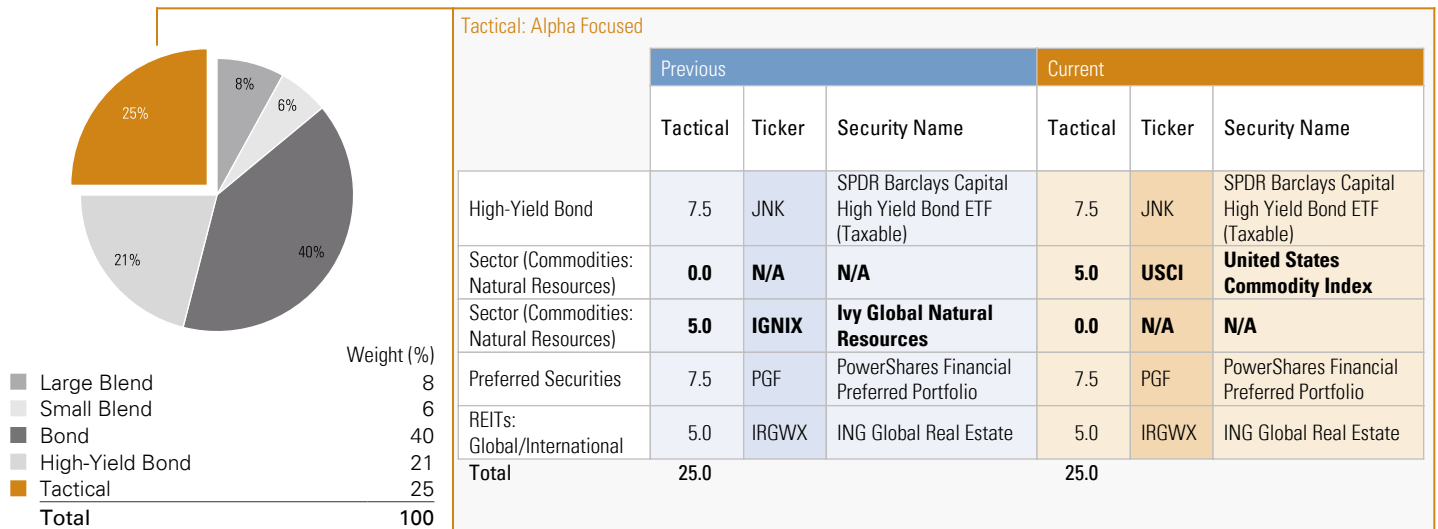 Tactical: Alpha Focused
Previous Current
Tactical Ticker Security Name Tactical Ticker Security Name
High-Yield Bond 7.5 JNK SPDR Barclays Capital High Yield Bond ETF (Taxable) 7.5 JNK SPDR Barclays Capital High Yield Bond ETF (Taxable)
Sector (Commodities: Natural Resources) 0.0 N/A N/A 5.0 USCI United States Commodity Index
Sector (Commodities: Natural Resources) 5.0 IGNIX Ivy Global Natural Resources 0.0 N/A N/A
Preferred Securities 7.5 PGF PowerShares Financial Preferred Portfolio 7.5 PGF PowerShares Financial Preferred Portfolio
REITs: Global/International 5.0 IRGWX ING Global Real Estate 5.0 IRGWX ING Global Real Estate
Total 25.0 25.0
8%
6%
25%
40%
21%
Weight (%)
Large Blend 8
Small Blend 6
Bond 40
High-Yield Bond 21
Tactical 25
Total 100